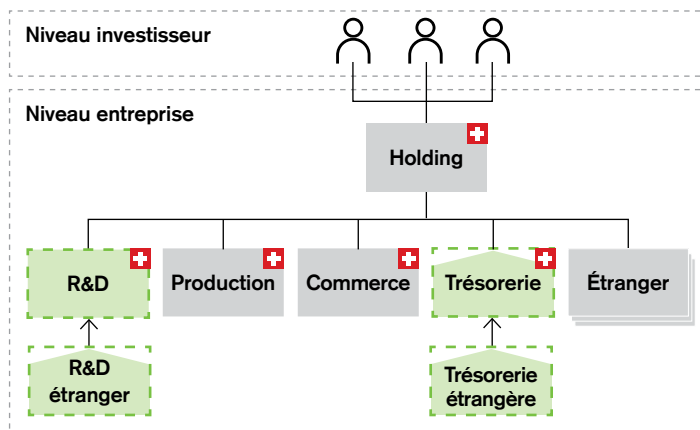 Niveau investisseur
Niveau entreprise
Holding
R&D
Production
Commerce
Trésorerie
Étranger
R&D
étranger
Trésorerie
étrangère